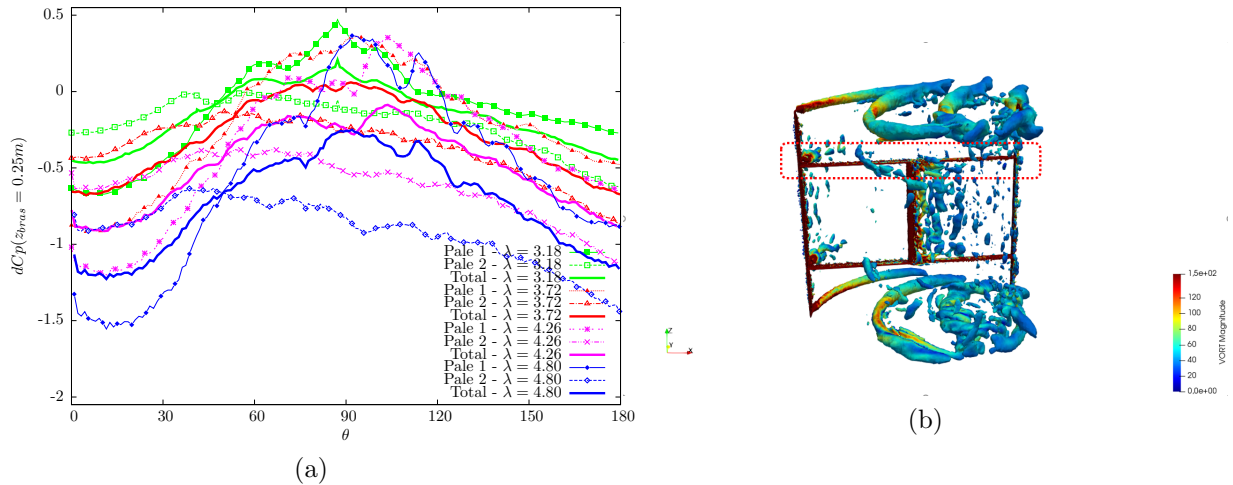 0.5
0
-0.5
-1
-1.5
-2
0 30 60 90 120 150 180
dCp(z_{bras} = 0.25m)
θ
Pale 1 - λ = 3.18
Pale 2 - λ = 3.18
Total - λ = 3.18
Pale 1 - λ = 3.72
Pale 2 - λ = 3.72
Total - λ = 3.72
Pale 1 - λ = 4.26
Pale 2 - λ = 4.26
Total - λ = 4.26
Pale 1 - λ = 4.80
Pale 2 - λ = 4.80
Total - λ = 4.80
(a)
Z
Y
X
1.5e+02
120
100
80
60
40
20
0.0e+00
VORT Magnitude
(b)